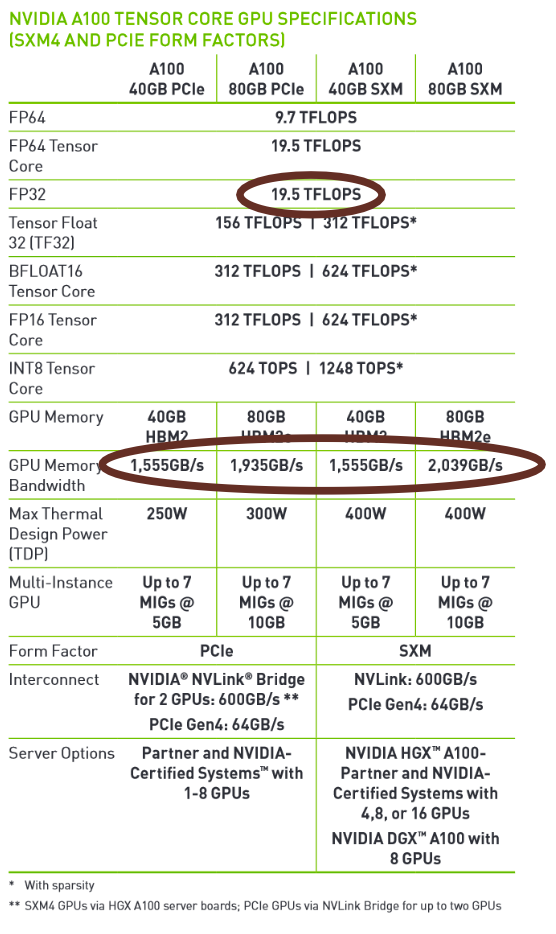 NVIDIA A100 TENSOR CORE GPU SPECIFICATIONS
(SXM4 AND PCIE FORM FACTORS)
A100 40GB PCIe A100 80GB PCIe A100 40GB SXM A100 80GB SXM
FP64 9.7 TFLOPS
FP64 Tensor Core 19.5 TFLOPS
FP32 19.5 TFLOPS
Tensor Float 32 (TF32) 156 TFLOPS | 312 TFLOPS*
BFLOAT16 Tensor Core 312 TFLOPS | 624 TFLOPS*
FP16 Tensor Core 312 TFLOPS | 624 TFLOPS*
INT8 Tensor Core 624 TOPS | 1248 TOPS*
GPU Memory 40GB HBM2 80GB HBM2e 40GB HBM2 80GB HBM2e
GPU Memory Bandwidth 1,555GB/s 1,935GB/s 1,555GB/s 2,039GB/s
Max Thermal Design Power (TDP) 250W 300W 400W 400W
Multi-Instance GPU Up to 7 MIGs @ 5GB Up to 7 MIGs @ 10GB Up to 7 MIGs @ 5GB Up to 7 MIGs @ 10GB
Form Factor PCIe SXM
Interconnect NVIDIA® NVLink® Bridge for 2 GPUs: 600GB/s ** PCIe Gen4: 64GB/s NVLink: 600GB/s PCIe Gen4: 64GB/s
Server Options Partner and NVIDIA-Certified Systems™ with 1-8 GPUs NVIDIA HGX™ A100-Partner and NVIDIA-Certified Systems with 4,8, or 16 GPUs NVIDIA DGX™ A100 with 8 GPUs
* With sparsity
** SXM4 GPUs via HGX A100 server boards; PCIe GPUs via NVLink Bridge for up to two GPUs